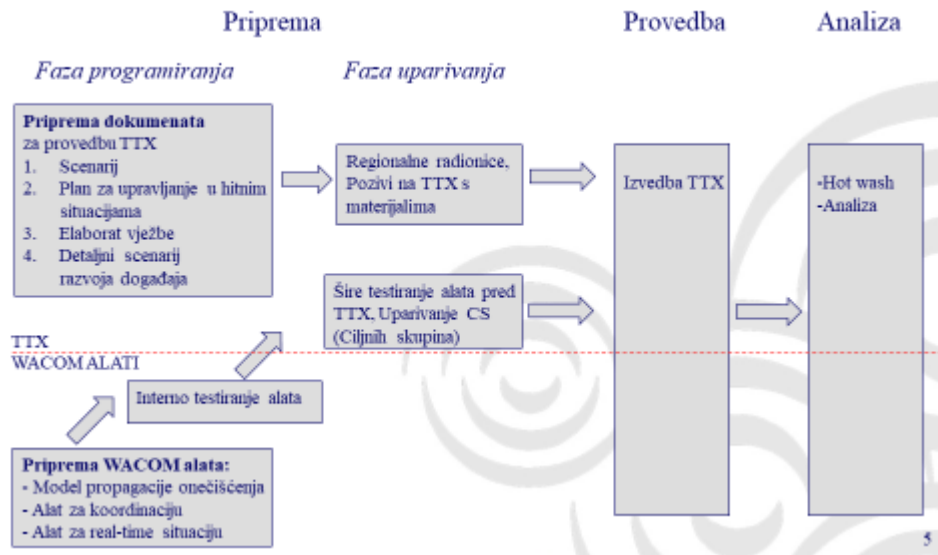 Priprema
Provedba
Analiza
Faza programiranja
Faza uparivanja
Priprema dokumenata
za provedbu TTX
1. Scenarij
2. Plan za upravljanje u hitnim
situacijama
3. Elaborat vježbe
4. Detaljni scenarij
razvoja događaja
Regionalne radionice,
Pozivi na TTX s
materijalima
Izvedba TTX
-Hot wash
-Analiza
Šire testiranje alata pred
TTX, Uparivanje CS
(Ciljnih skupina)
TTX
WACOM ALATI
Interno testiranje alata
Priprema WACOM alata:
- Model propagacije onečišćenja
- Alat za koordinaciju
- Alat za real-time situaciju
5